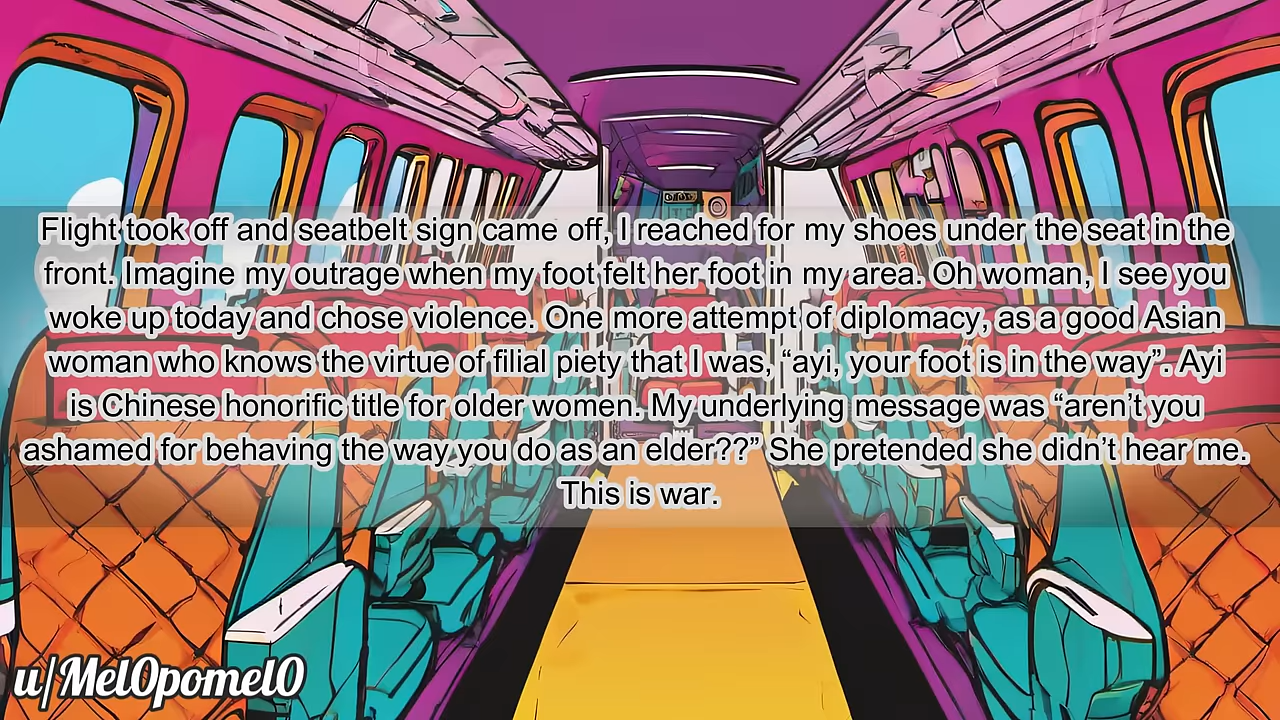 Flight took off and seatbelt sign came off, I reached for my shoes under the seat in the
front. Imagine my outrage when my foot felt her foot in my area. Oh woman, I see you
woke up today and chose violence. One more attempt of diplomacy, as a good Asian
woman who knows the virtue of filial piety that I was, “ayi, your foot is in the way”. Ayi
is Chinese honorific title for older women. My underlying message was “aren’t you
ashamed for behaving the way you do as an elder??” She pretended she didn’t hear me.
This is war.
u/Mel0pomel0